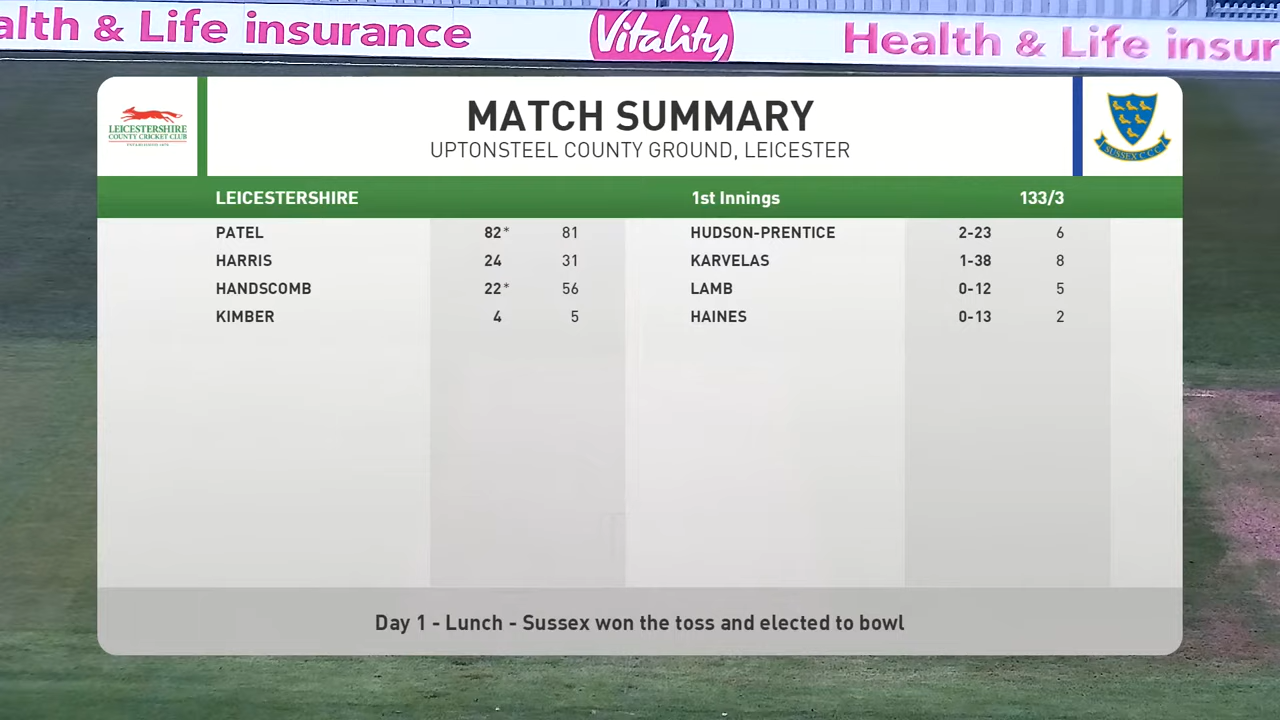 alth & Life insurance Vitality Health & Life insur
LEICESTERSHIRE
COUNTY CRICKET CLUB
MATCH SUMMARY
UPTONSTEEL COUNTY GROUND, LEICESTER
SUSSEX C.C.C
LEICESTERSHIRE 1st Innings 133/3
PATEL 82* 81 HUDSON-PRENTICE 2-23 6
HARRIS 24 31 KARVELAS 1-38 8
HANDSCOMB 22* 56 LAMB 0-12 5
KIMBER 4 5 HAINES 0-13 2
Day 1 - Lunch - Sussex won the toss and elected to bowl